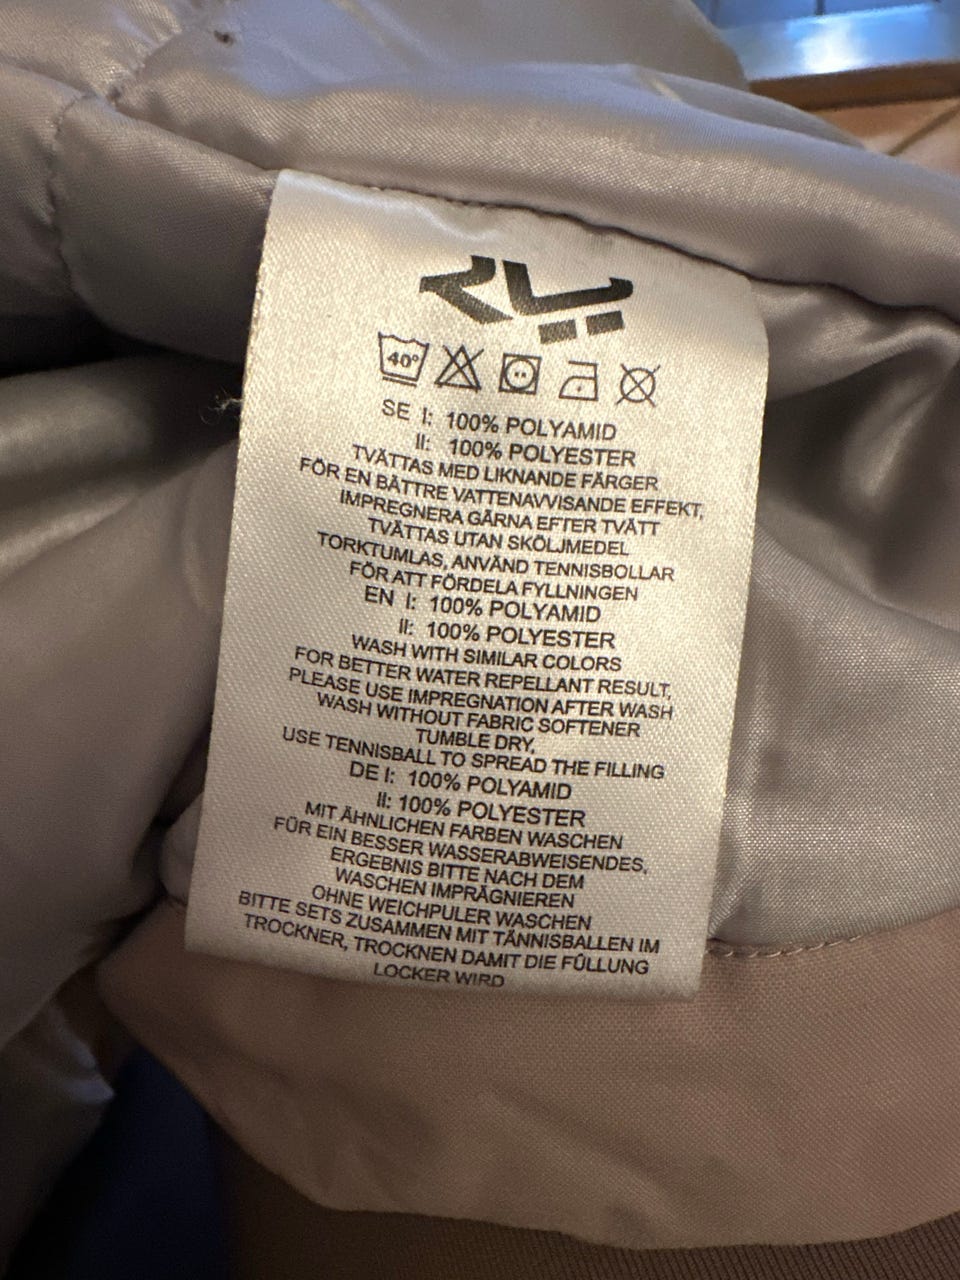 40°
SE I: 100% POLYAMID
II: 100% POLYESTER
TVÄTTAS MED LIKNANDE FÄRGER
FÖR EN BÄTTRE VATTENAVVISANDE EFFEKT,
IMPREGNERA GÄRNA EFTER TVÄTT
TVÄTTAS UTAN SKÖLJMEDEL
TORKTUMLAS, ANVÄND TENNISBOLLAR
FÖR ATT FÖRDELA FYLLNINGEN
EN I: 100% POLYAMID
II: 100% POLYESTER
WASH WITH SIMILAR COLORS
FOR BETTER WATER REPELLANT RESULT,
PLEASE USE IMPREGNATION AFTER WASH
WASH WITHOUT FABRIC SOFTENER
TUMBLE DRY,
USE TENNISBALL TO SPREAD THE FILLING
DE I: 100% POLYAMID
II: 100% POLYESTER
MIT ÄHNLICHEN FARBEN WASCHEN
FÜR EIN BESSER WASSERABWEISENDES,
ERGEBNIS BITTE NACH DEM
WASCHEN IMPRÄGNIEREN
OHNE WEICHPULER WASCHEN
BITTE SETS ZUSAMMEN MIT TÄNNISBALLEN IM
TROCKNER, TROCKNEN DAMIT DIE FÜLLUNG
LOCKER WIRD